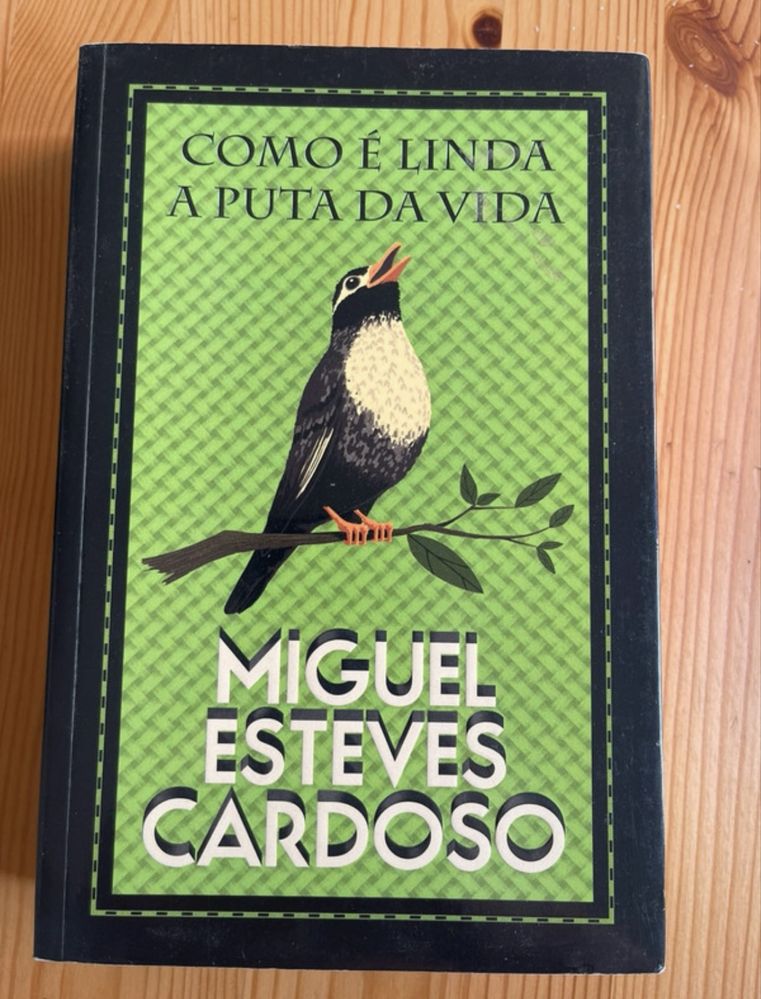 COMO É LINDA
A PUTA DA VIDA
MIGUEL
ESTEVES
CARDOSO